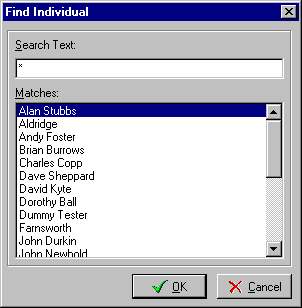 Find Individual
Search Text:
*
Matches:
Alan Stubbs
Aldridge
Andy Foster
Brian Burrows
Charles Copp
Dave Sheppard
David Kyte
Dorothy Ball
Dummy Tester
Farnsworth
John Durkin
John Newbold
OK
Cancel